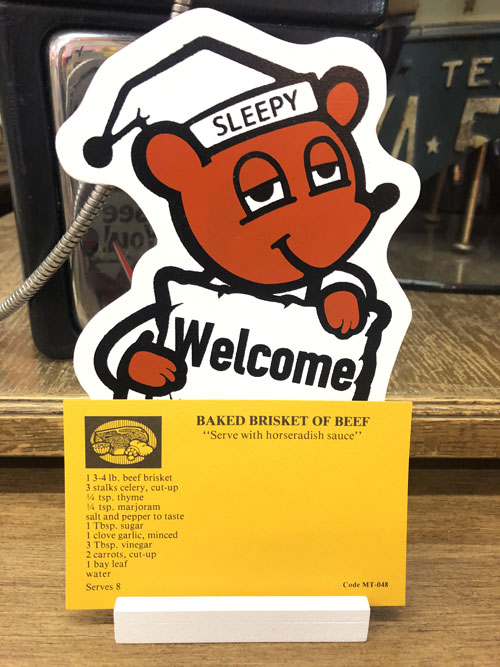 TE
SLEEPY
Welcome
BAKED BRISKET OF BEEF
"Serve with horseradish sauce"
1 3-4 lb. beef brisket
3 stalks celery, cut-up
¼ tsp. thyme
¼ tsp. marjoram
salt and pepper to taste
1 Tbsp. sugar
1 clove garlic, minced
3 Tbsp. vinegar
2 carrots, cut-up
1 bay leaf
water
Serves 8
Code MT-048